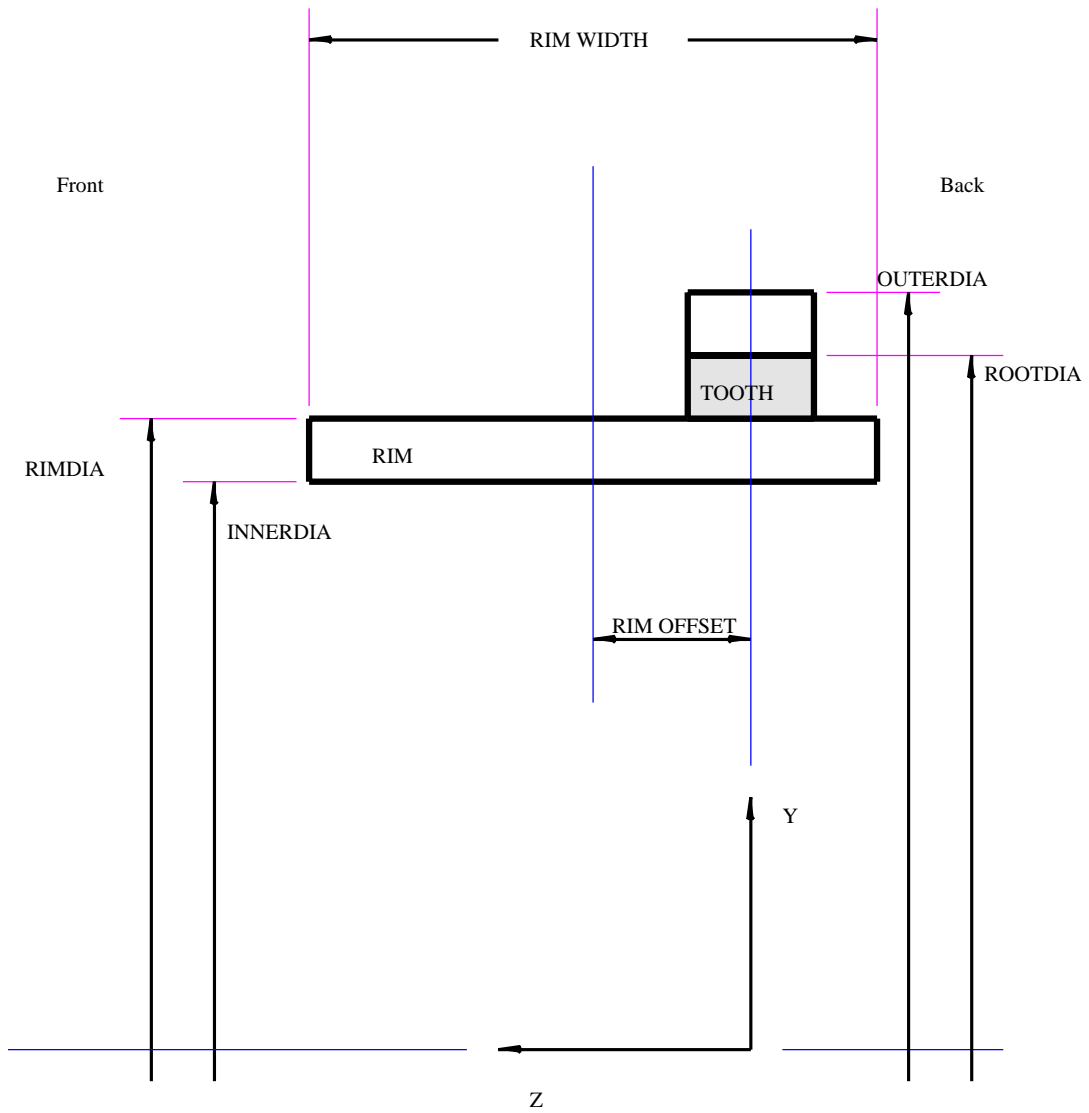 RIM WIDTH
Front
Back
OUTERDIA
ROOTDIA
TOOTH
RIMDIA
RIM
INNERDIA
RIM OFFSET
Y
Z